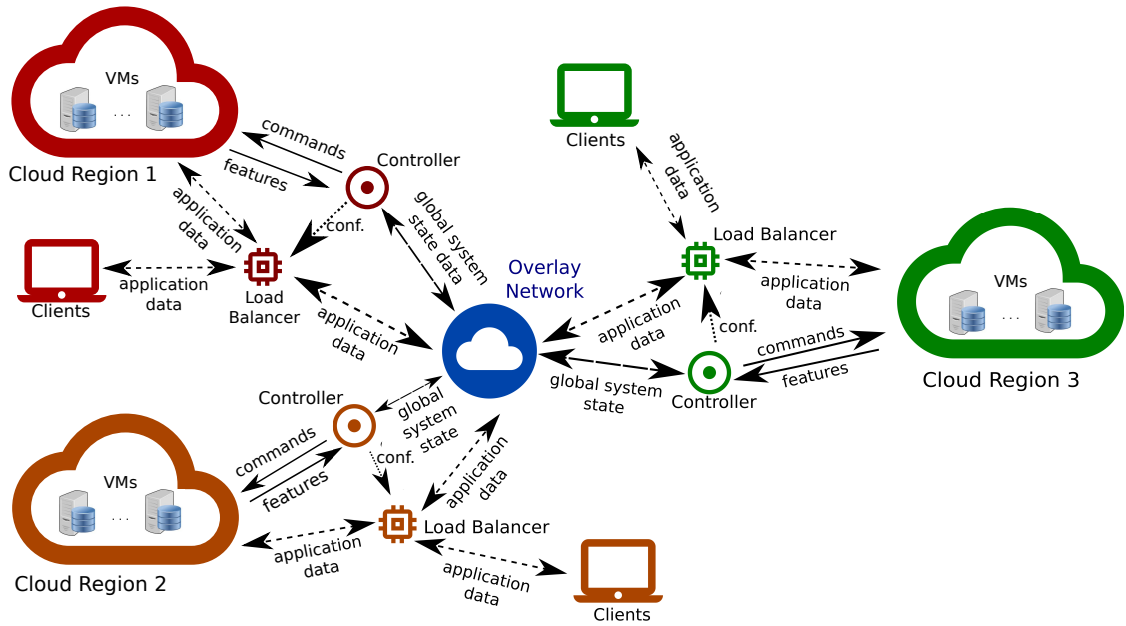 VMs
. . .
Cloud Region 1
commands
features
Controller
application
data
conf.
global system
state data
Clients
application
data
Load
Balancer
application
data
Overlay
Network
Clients
application
data
Load Balancer
application
data
application
data
conf.
VMs
. . .
commands
features
Cloud Region 3
global system
state
Controller
Controller
global
system
state
commands
features
conf.
VMs
. . .
Cloud Region 2
application
data
Load Balancer
application
data
application
data
Clients